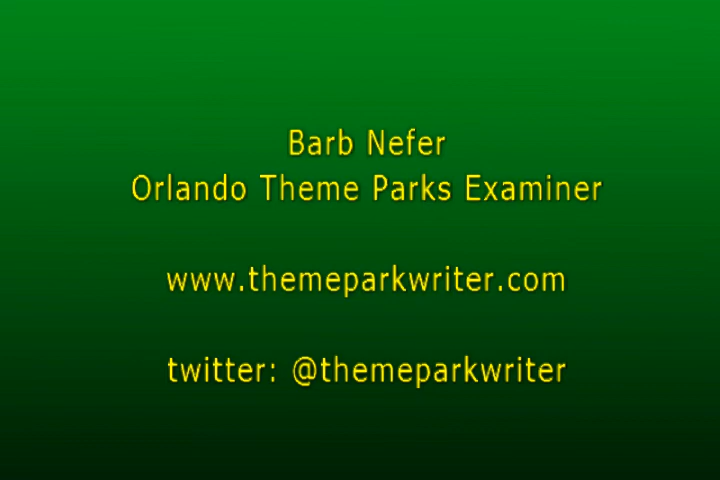 Barb Nefer
Orlando Theme Parks Examiner
www.themeparkwriter.com
twitter: @themeparkwriter